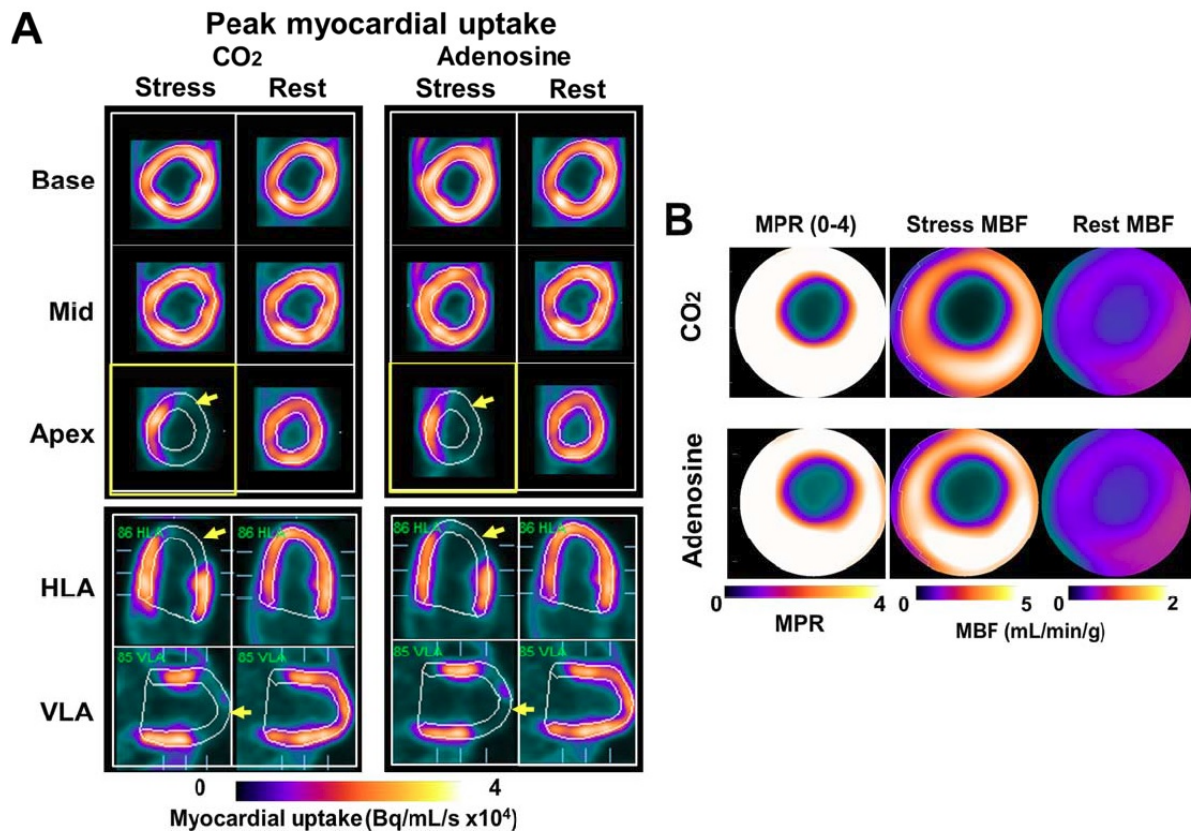 A
Peak myocardial uptake
CO₂ Adenosine
Stress Rest Stress Rest
Base
Mid
Apex
86 HLA 86 HLA 86 HLA 86 HLA
HLA
85 VLA 85 VLA 85 VLA 85 VLA
VLA
0 4
Myocardial uptake (Bq/mL/s x10⁴)
B
MPR (0-4) Stress MBF Rest MBF
CO₂
Adenosine
0 4 0 5 0 2
MPR MBF (mL/min/g)